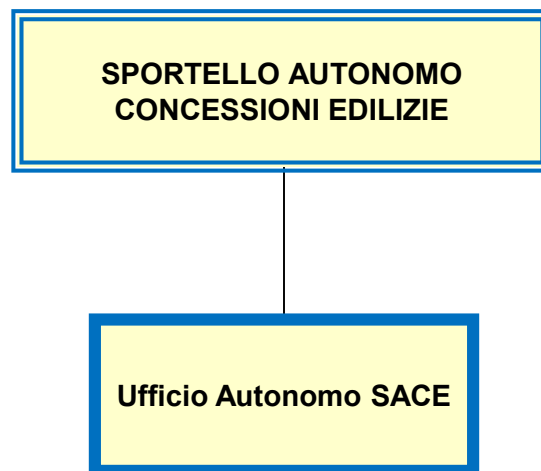 SPORTELLO AUTONOMO
CONCESSIONI EDILIZIE
Ufficio Autonomo SACE